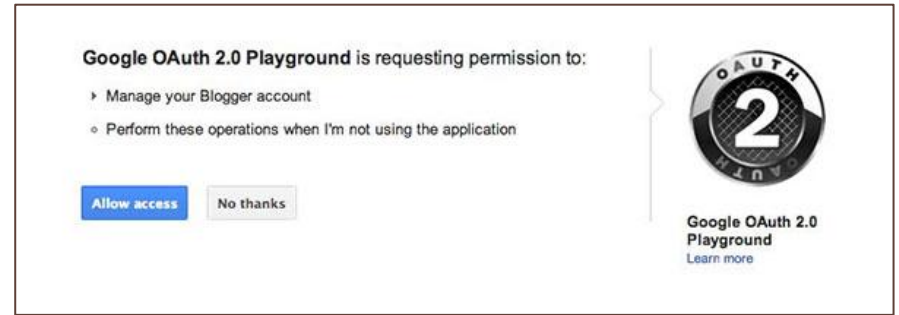 Google OAuth 2.0 Playground is requesting permission to:
Manage your Blogger account
Perform these operations when I'm not using the application
Allow access
No thanks
OAUTH
2
OAUTH
Google OAuth 2.0
Playground
Learn more